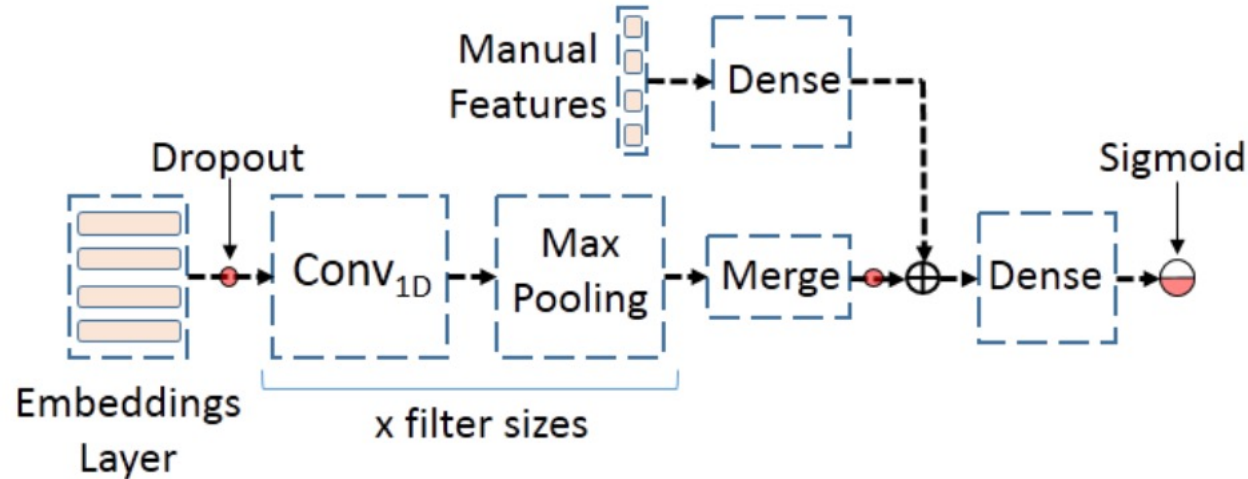 Manual
Features
Dense
Dropout
Sigmoid
Conv1D
Max
Pooling
Merge
Dense
Embeddings
Layer
x filter sizes